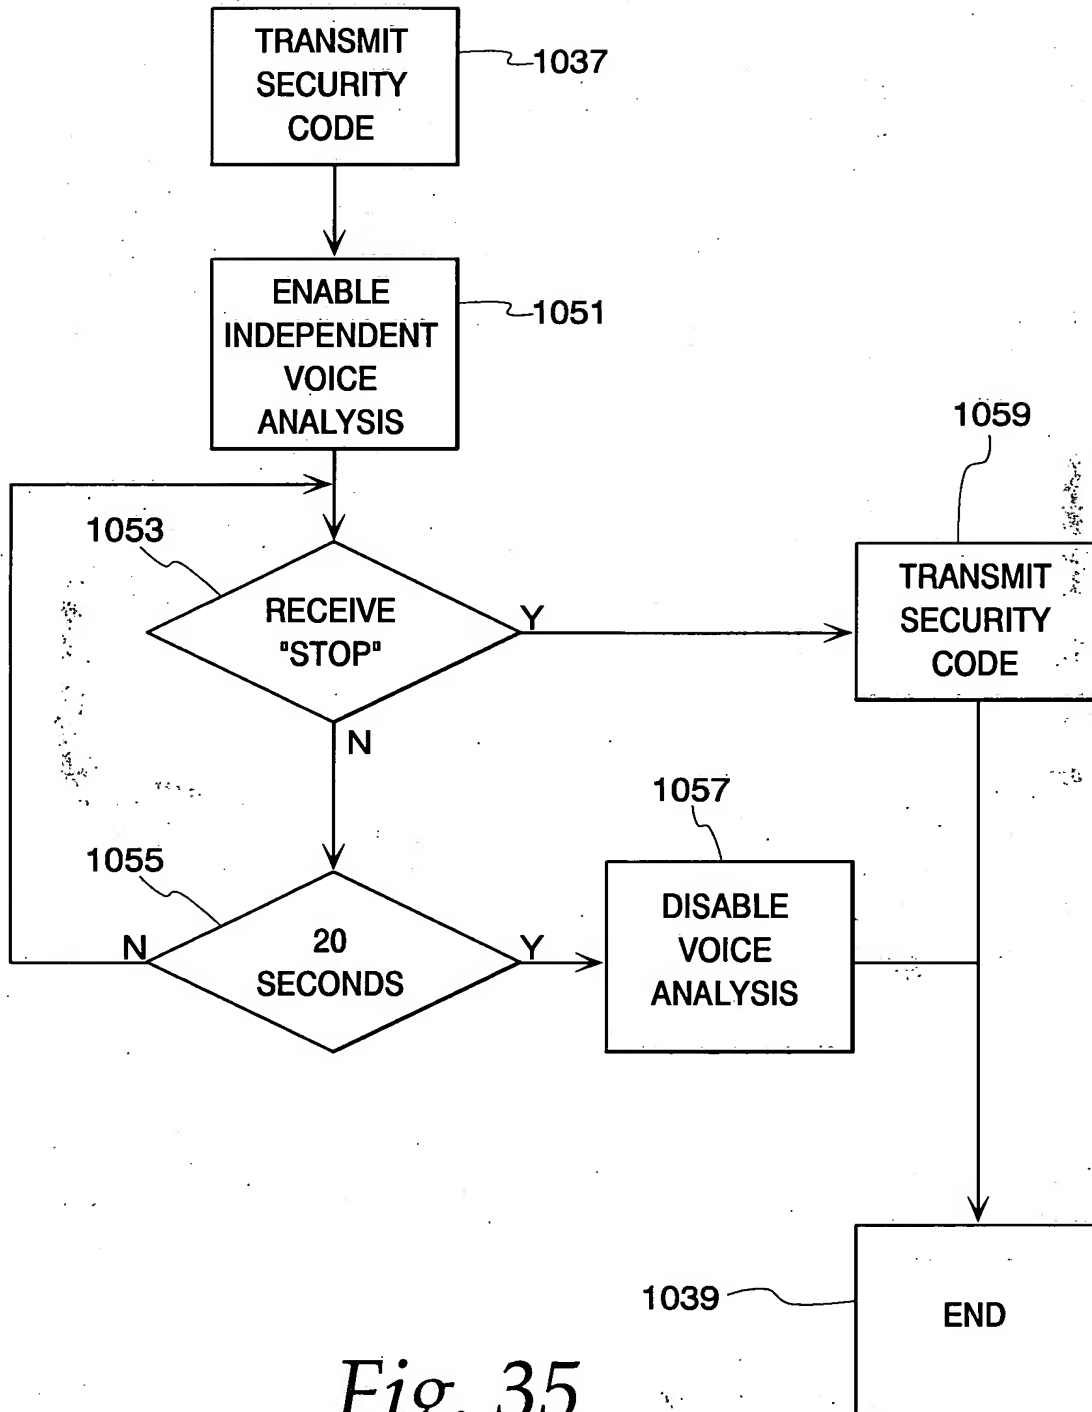 TRANSMIT
SECURITY
CODE
1037
ENABLE
INDEPENDENT
VOICE
ANALYSIS
1051
1059
1053
RECEIVE
"STOP"
Y
N
TRANSMIT
SECURITY
CODE
1057
1055
20
SECONDS
N
Y
DISABLE
VOICE
ANALYSIS
1039
END
Fig. 35